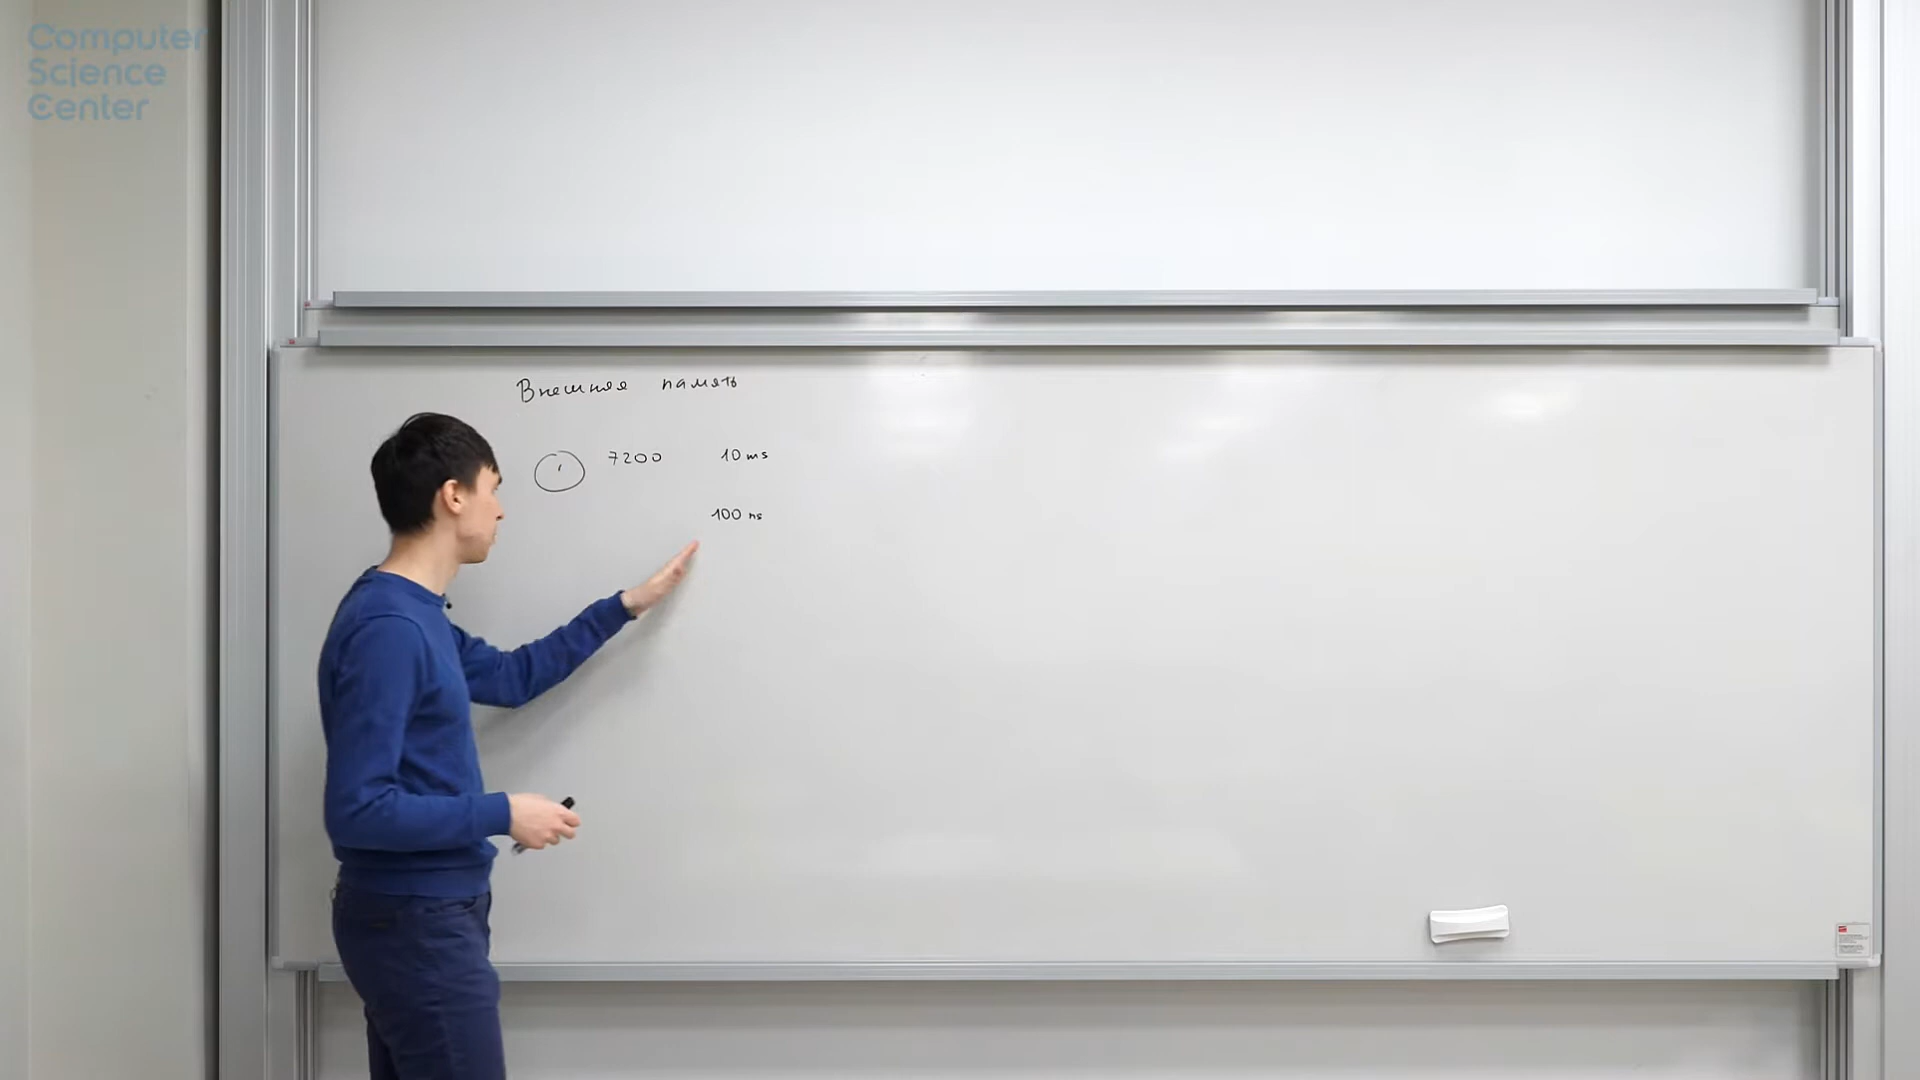 Computer
Science
Center
Внешняя память
7200 10 ms
100 ns